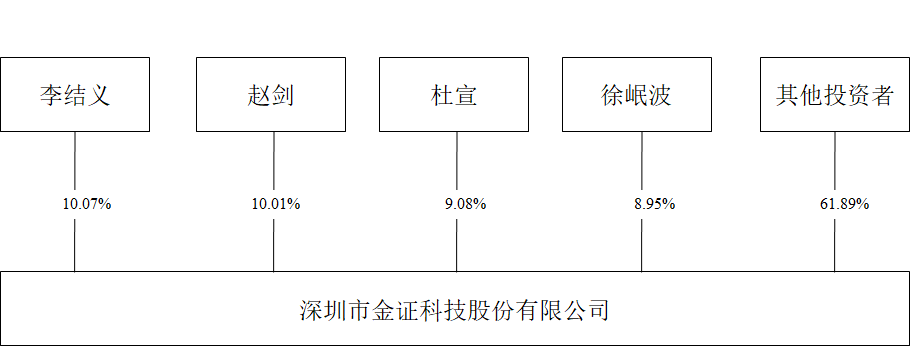 李结义
赵剑
杜宣
徐岷波
其他投资者
10.07%
10.01%
9.08%
8.95%
61.89%
深圳市金证科技股份有限公司